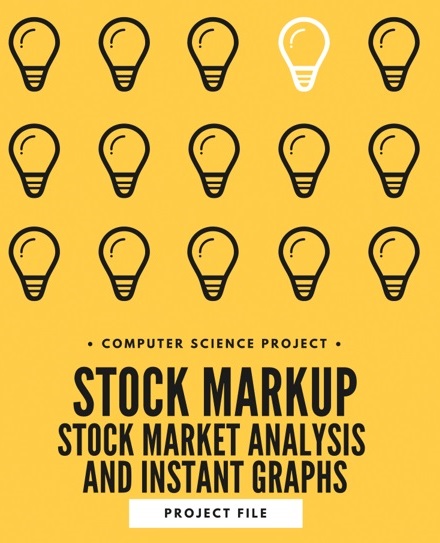 • COMPUTER SCIENCE PROJECT •
STOCK MARKUP
STOCK MARKET ANALYSIS
AND INSTANT GRAPHS
PROJECT FILE